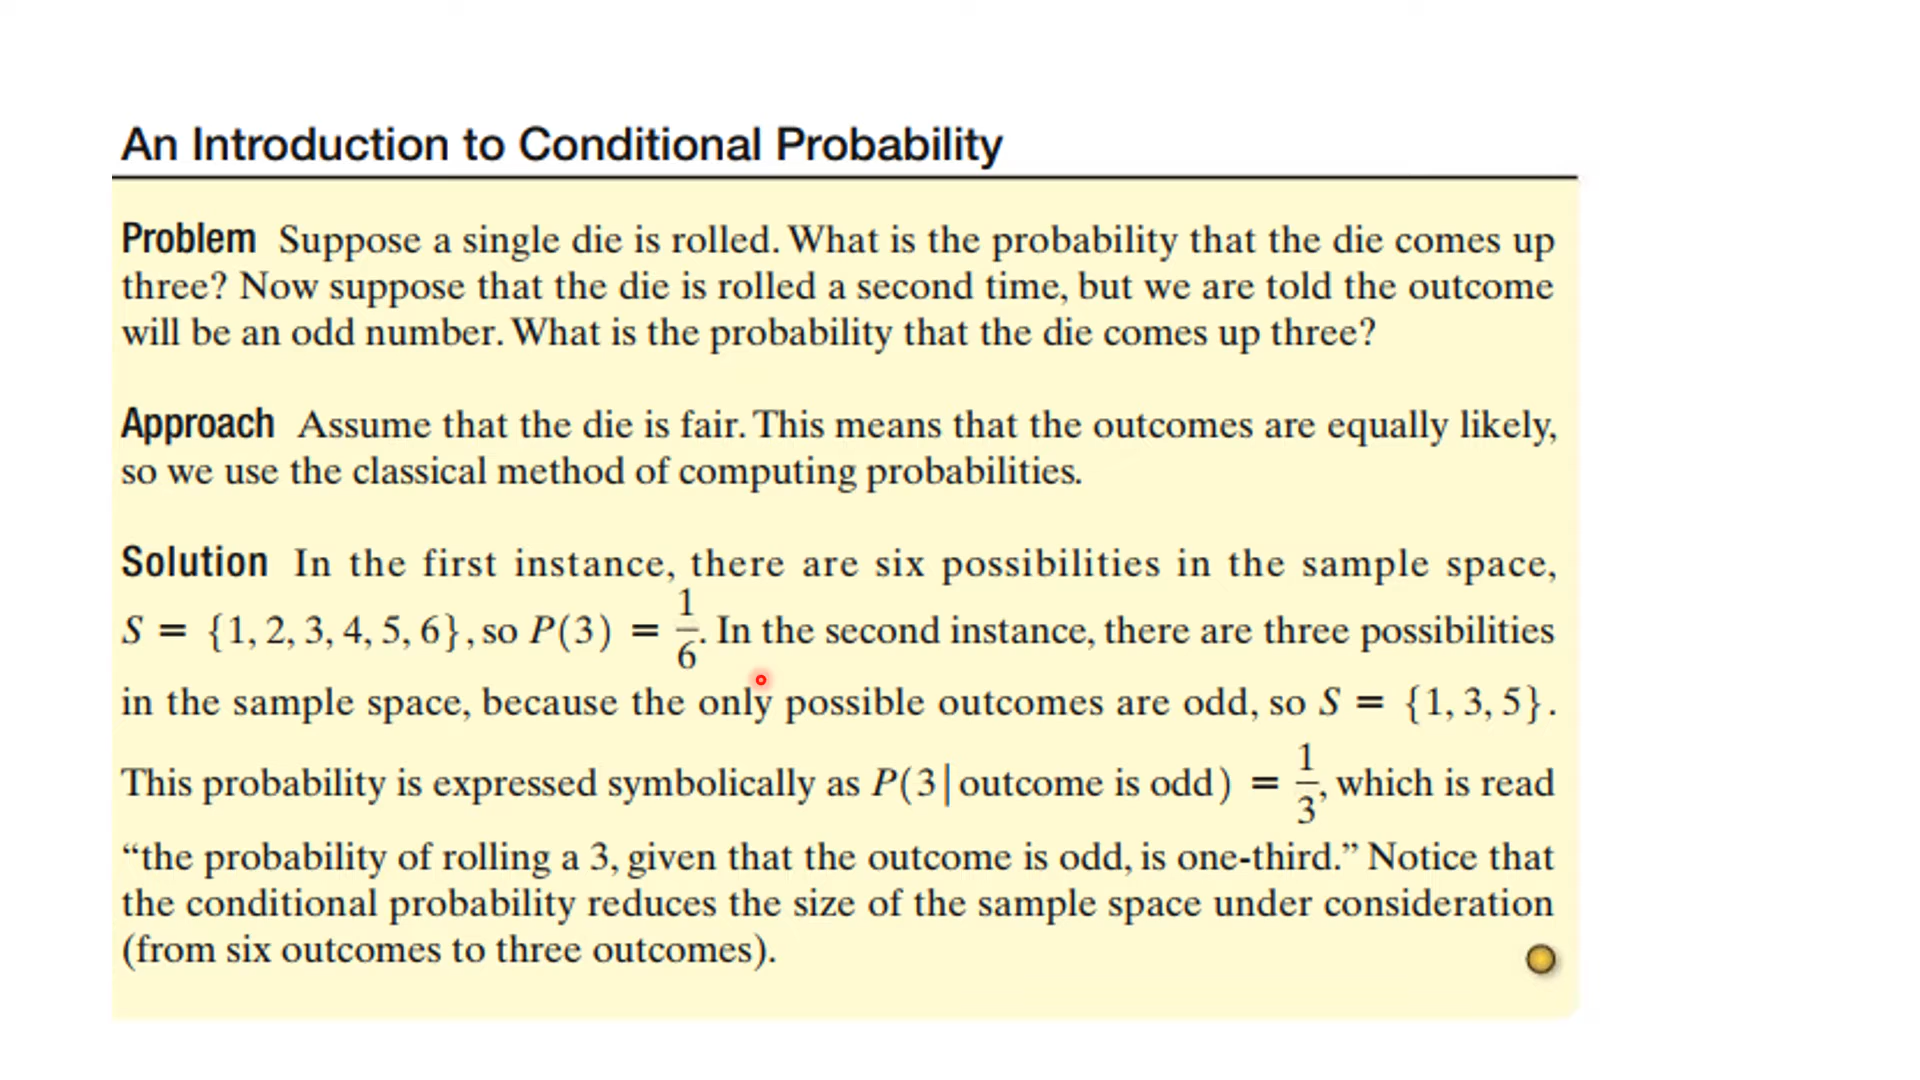 An Introduction to Conditional Probability
Problem Suppose a single die is rolled. What is the probability that the die comes up
three? Now suppose that the die is rolled a second time, but we are told the outcome
will be an odd number. What is the probability that the die comes up three?
Approach Assume that the die is fair. This means that the outcomes are equally likely,
so we use the classical method of computing probabilities.
Solution In the first instance, there are six possibilities in the sample space,
S = {1, 2, 3, 4, 5, 6}, so P(3) = 1/6. In the second instance, there are three possibilities
in the sample space, because the only possible outcomes are odd, so S = {1, 3, 5}.
This probability is expressed symbolically as P(3|outcome is odd) = 1/3, which is read
“the probability of rolling a 3, given that the outcome is odd, is one-third.” Notice that
the conditional probability reduces the size of the sample space under consideration
(from six outcomes to three outcomes).